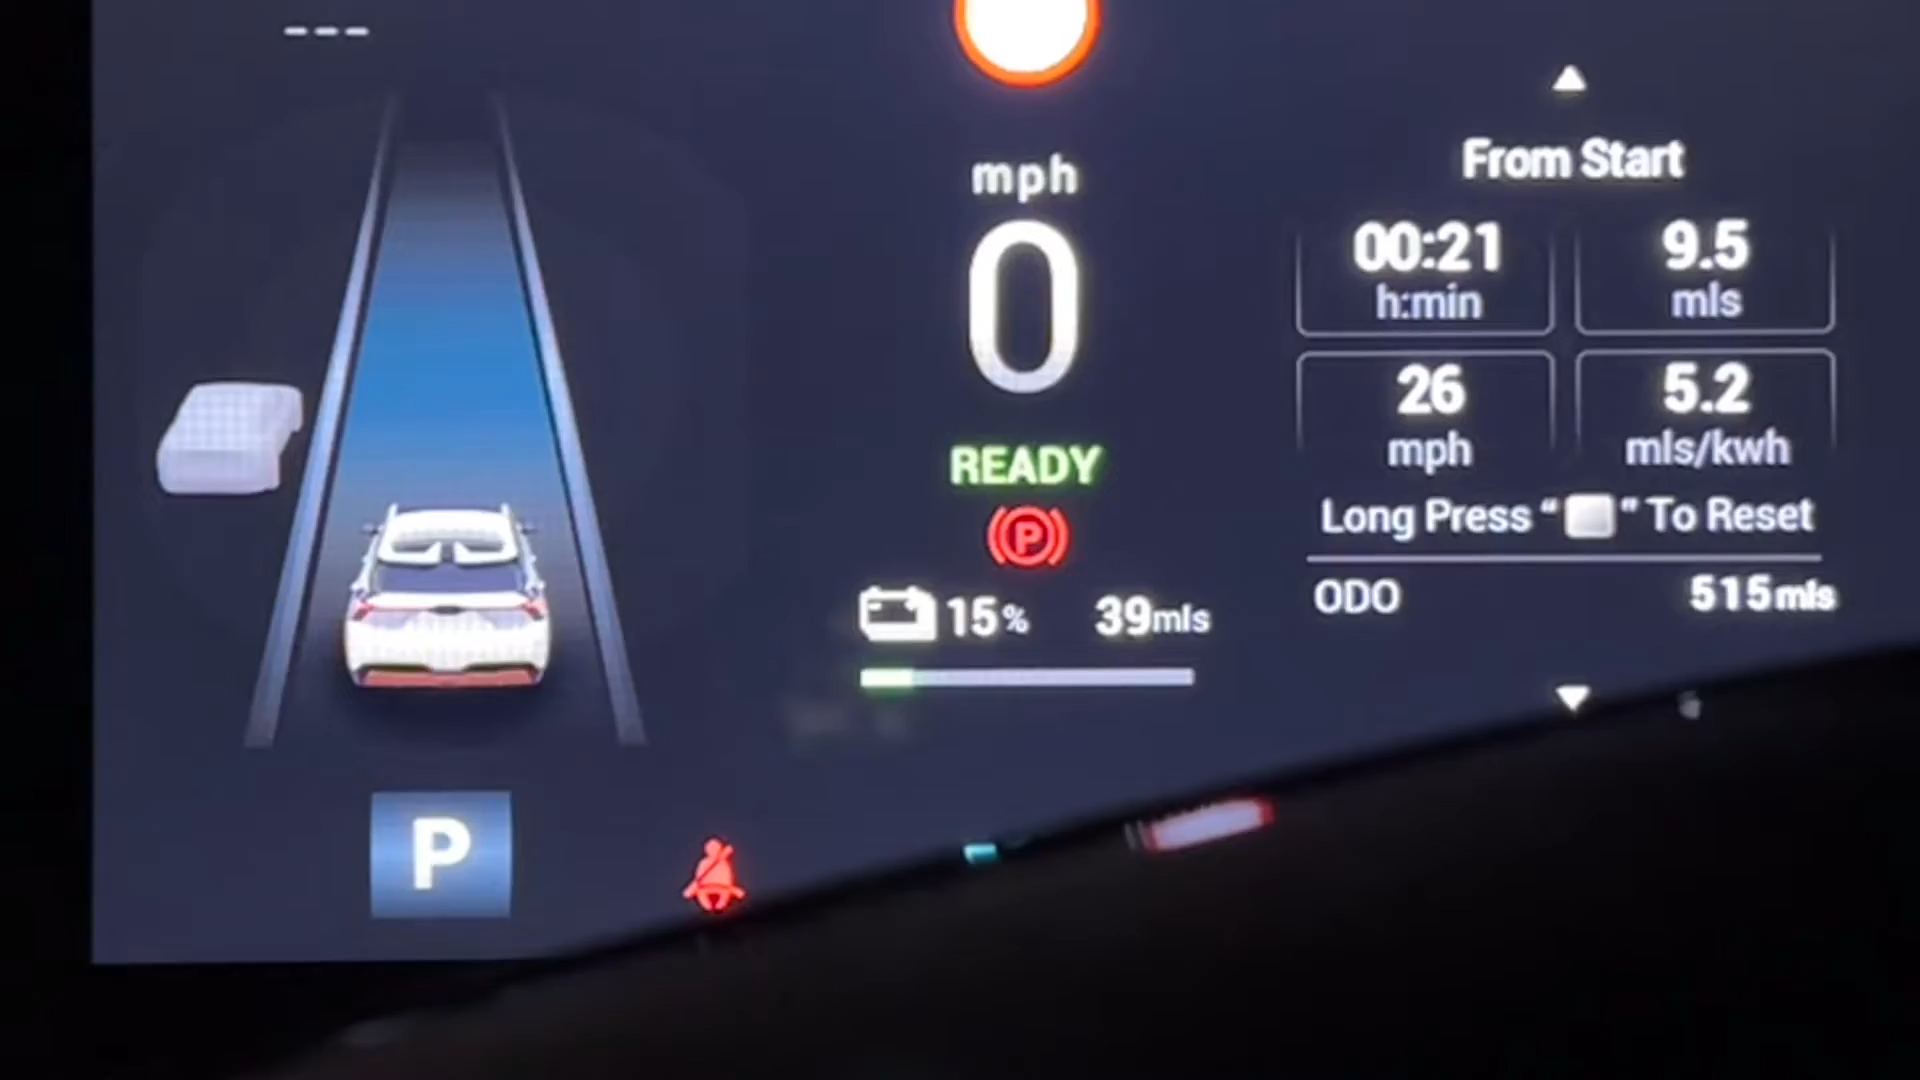 ---
mph
0
READY
P
15% 39mls
From Start
00:21 9.5
h:min mls
26 5.2
mph mls/kwh
Long Press “ ” To Reset
ODO 515mls
P